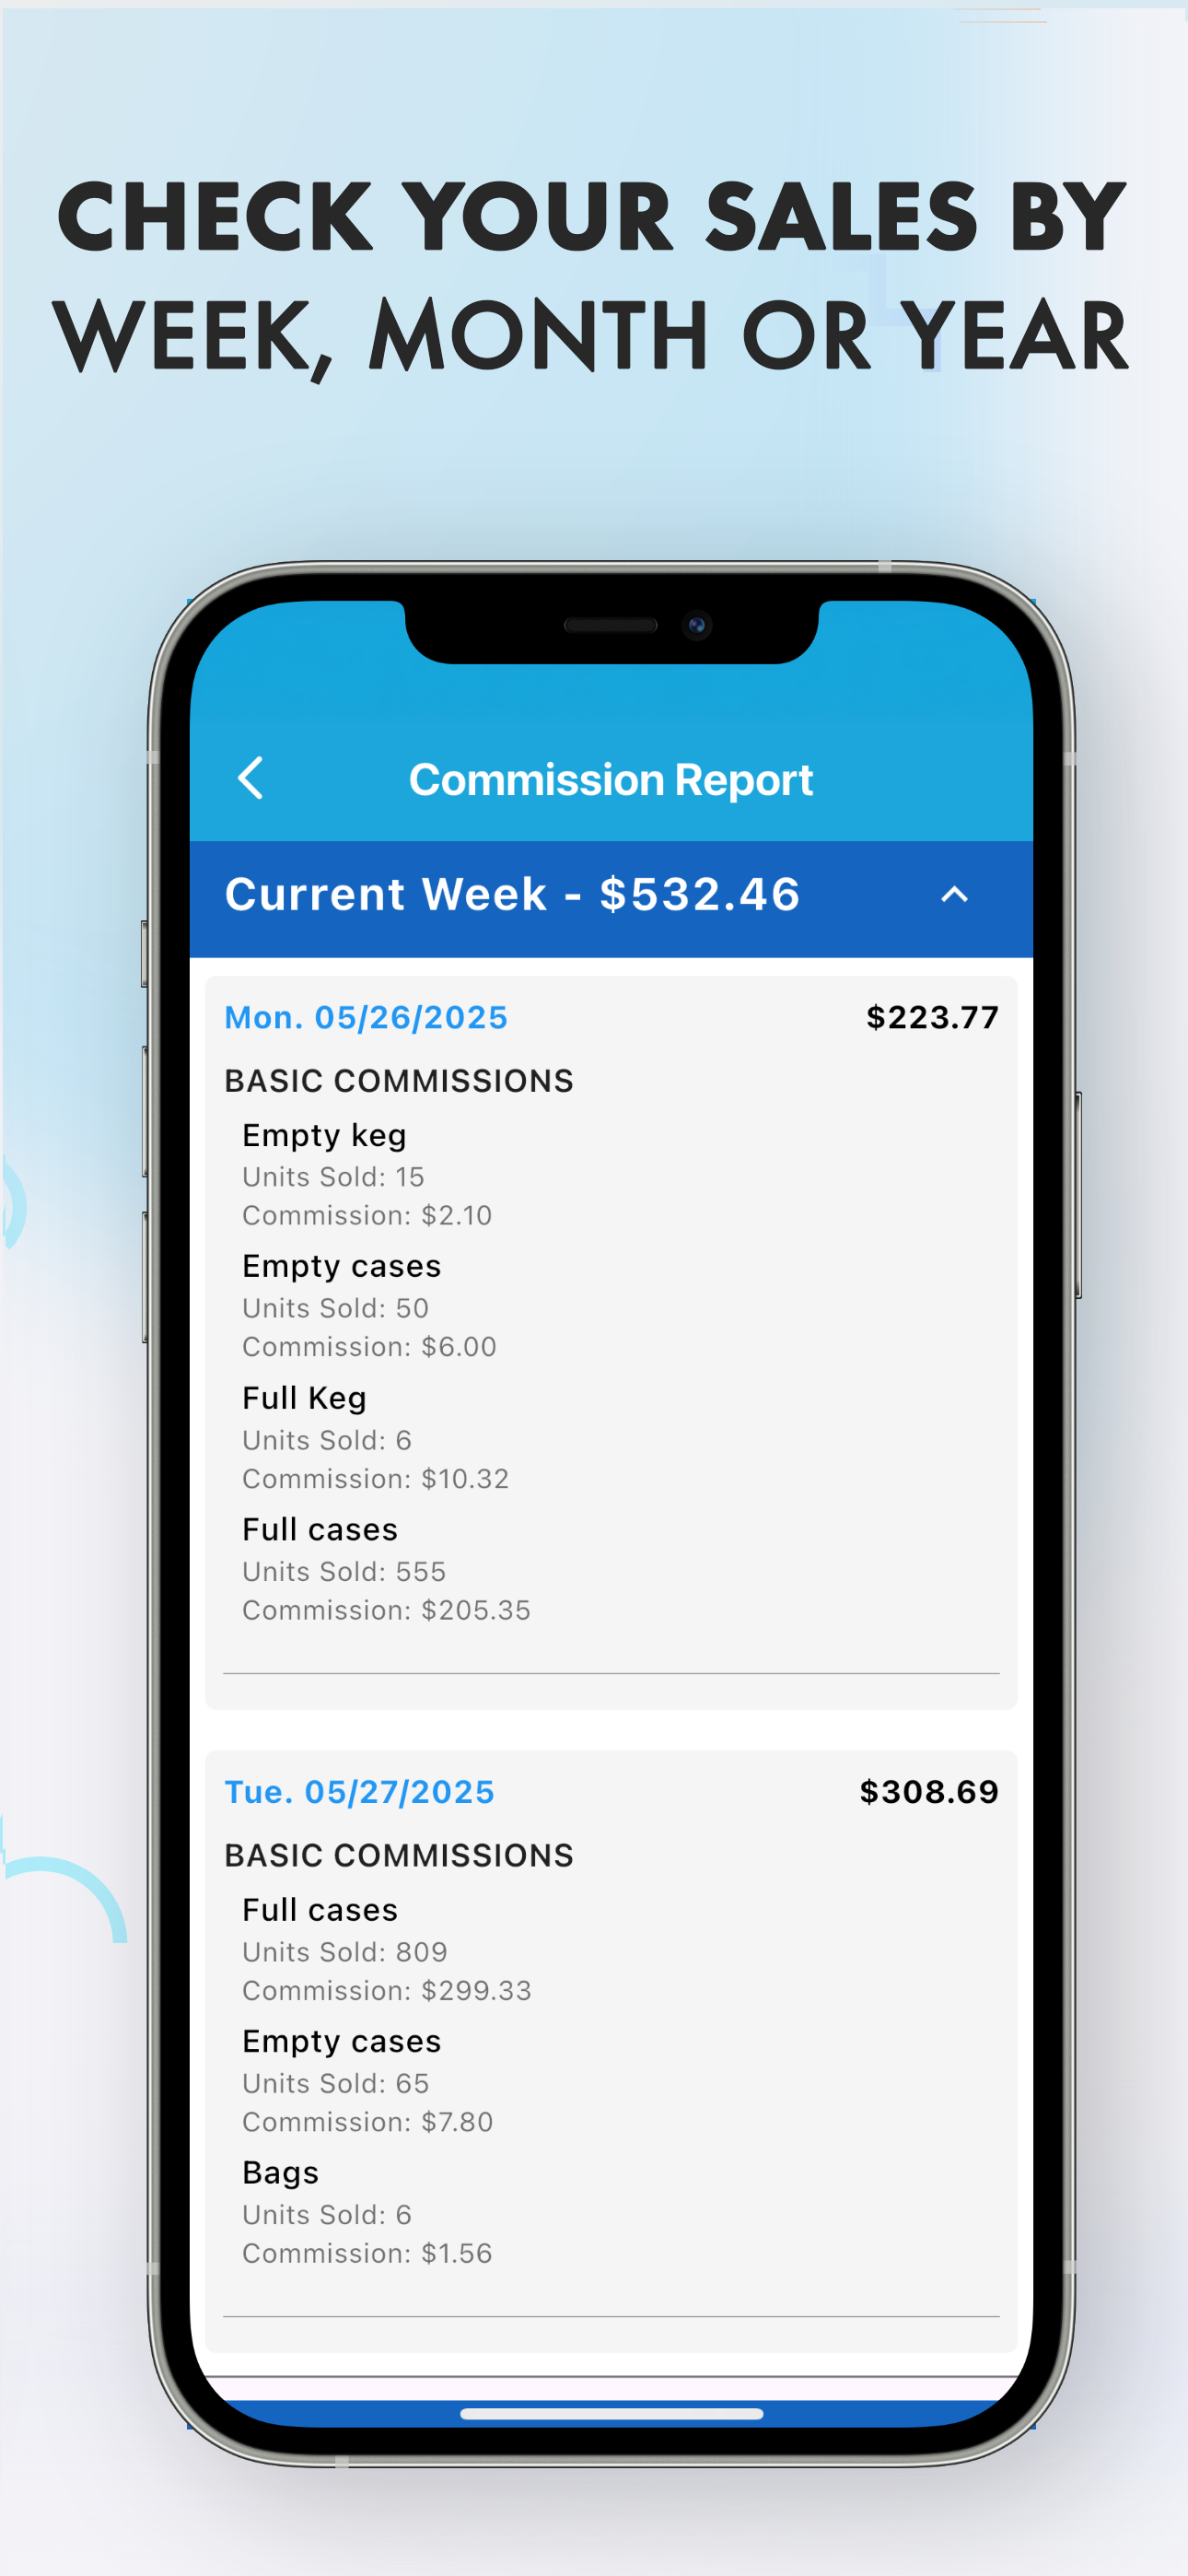 CHECK YOUR SALES BY
WEEK, MONTH OR YEAR
Commission Report
Current Week - $532.46
Mon. 05/26/2025 $223.77
BASIC COMMISSIONS
Empty keg
Units Sold: 15
Commission: $2.10
Empty cases
Units Sold: 50
Commission: $6.00
Full Keg
Units Sold: 6
Commission: $10.32
Full cases
Units Sold: 555
Commission: $205.35
Tue. 05/27/2025 $308.69
BASIC COMMISSIONS
Full cases
Units Sold: 809
Commission: $299.33
Empty cases
Units Sold: 65
Commission: $7.80
Bags
Units Sold: 6
Commission: $1.56